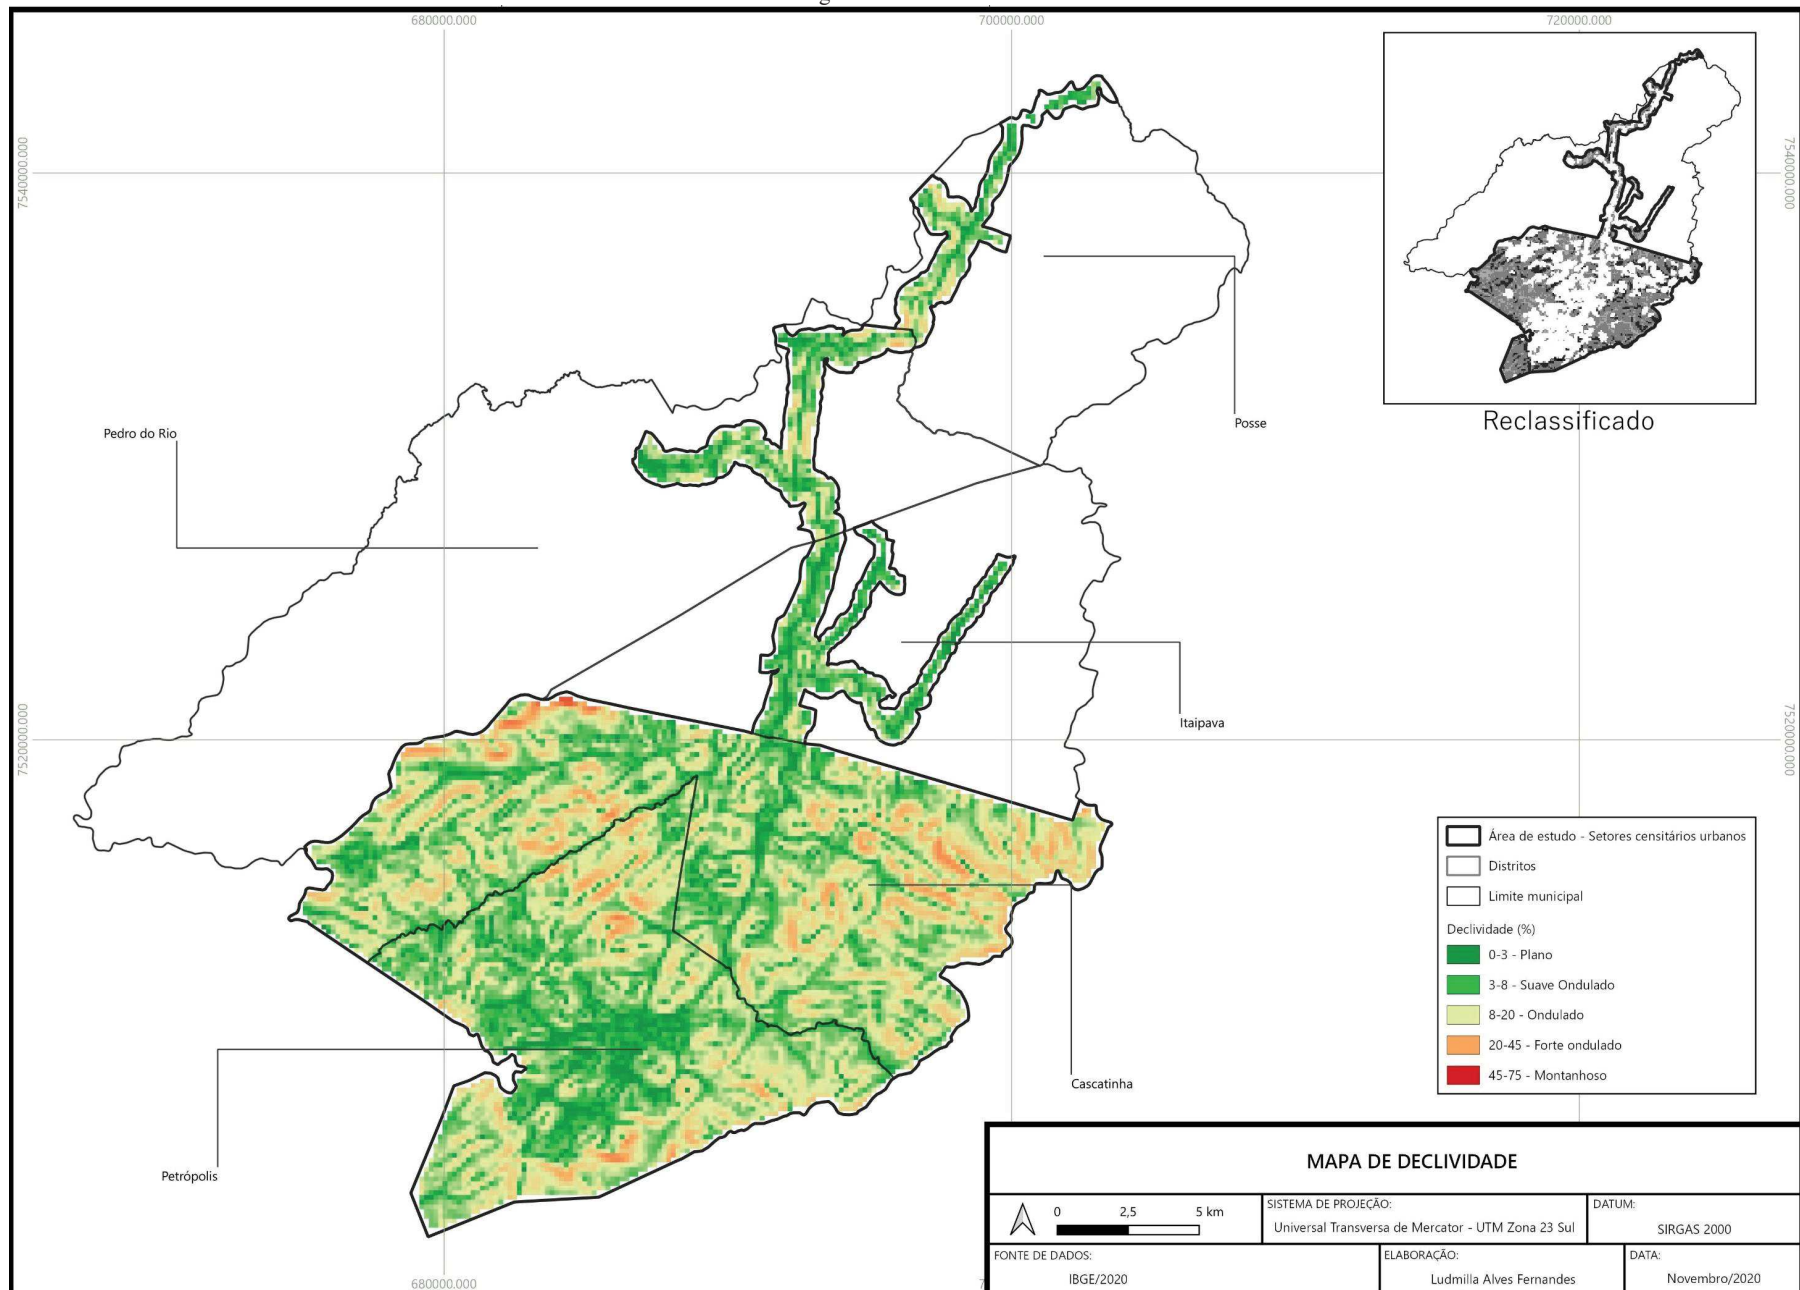 680000.000
700000.000
720000.000
7540000.000
7540000.000
Reclassificado
Pedro do Rio
Posse
Itaipava
7520000.000
7520000.000
Área de estudo - Setores censitários urbanos
Distritos
Limite municipal
Declividade (%)
0-3 - Plano
3-8 - Suave Ondulado
8-20 - Ondulado
20-45 - Forte ondulado
45-75 - Montanhoso
Cascatinha
Petrópolis
MAPA DE DECLIVIDADE
0 2,5 5 km
SISTEMA DE PROJEÇÃO:
Universal Transversa de Mercator - UTM Zona 23 Sul
DATUM:
SIRGAS 2000
FONTE DE DADOS:
IBGE/2020
ELABORAÇÃO:
Ludmilla Alves Fernandes
DATA:
Novembro/2020
680000.000